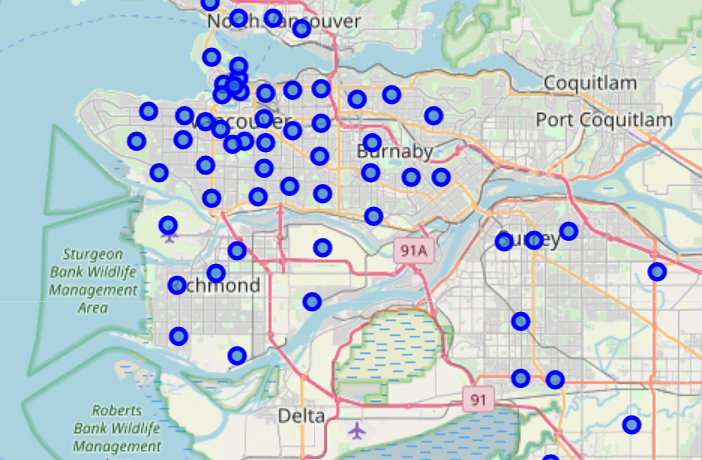 North Vancouver
Coquitlam
Port Coquitlam
Vancouver
Burnaby
Surrey
91A
Sturgeon
Bank Wildlife
Management
Area
Richmond
91
Roberts
Bank Wildlife
Management
Delta